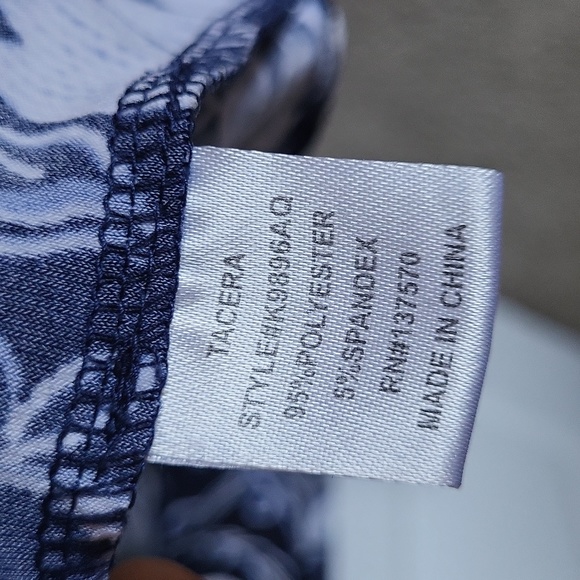 TACERA
STYLE#K9896AQ
95%POLYESTER
5%SPANDEX
RN#137570
MADE IN CHINA